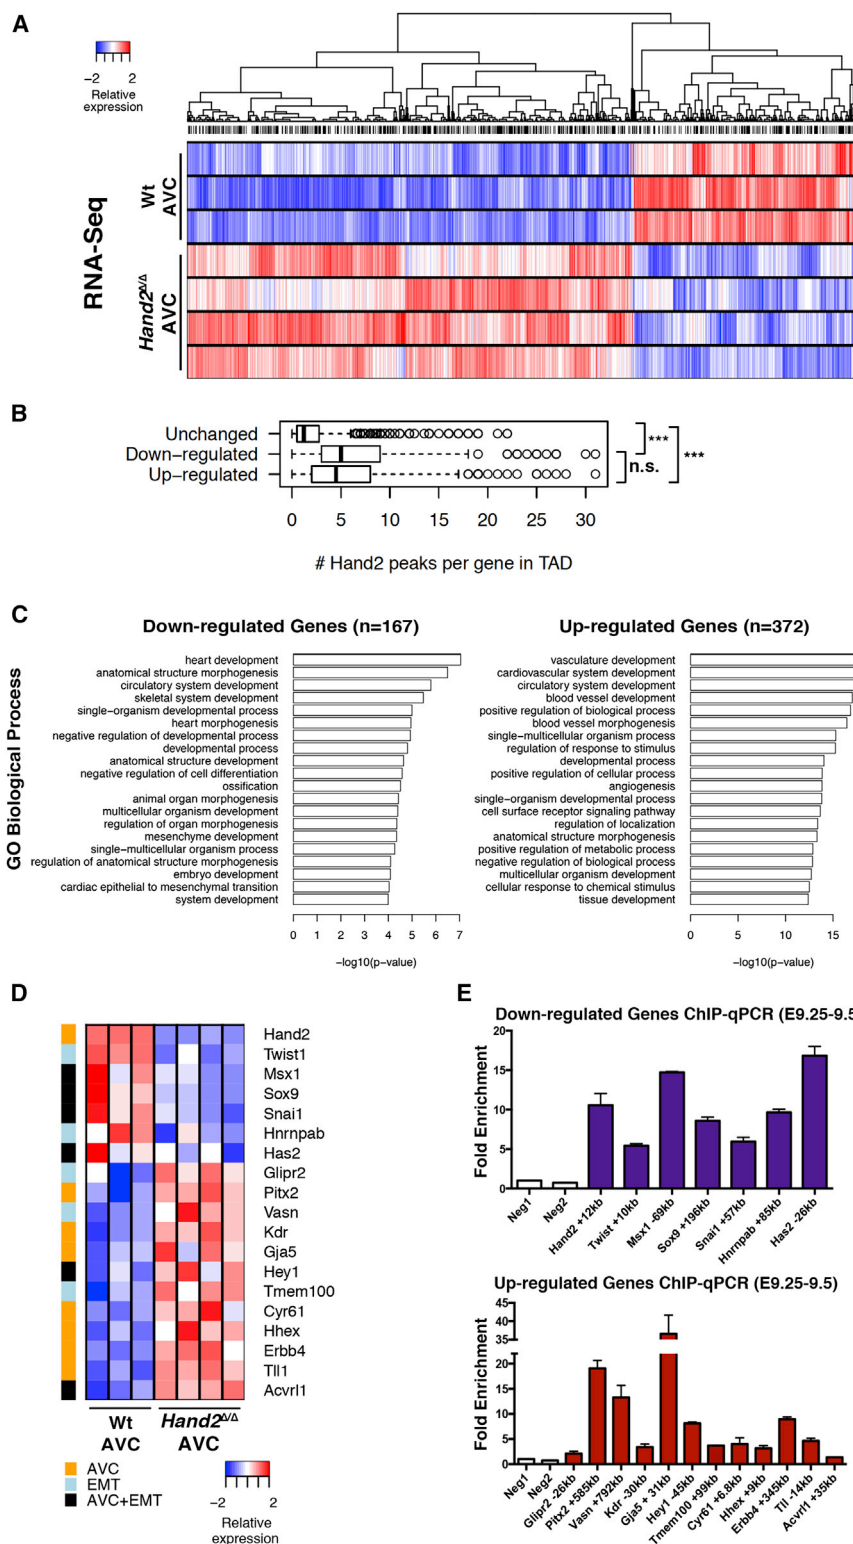 A
−2 2
Relative
expression
RNA-Seq
Wt
AVC
Hand2Δ/Δ
AVC
B
Unchanged
Down−regulated
Up−regulated
***
n.s.
***
0 5 10 15 20 25 30
# Hand2 peaks per gene in TAD
C
Down-regulated Genes (n=167)
GO Biological Process
heart development
anatomical structure morphogenesis
circulatory system development
skeletal system development
single−organism developmental process
heart morphogenesis
negative regulation of developmental process
developmental process
anatomical structure development
negative regulation of cell differentiation
ossification
animal organ morphogenesis
multicellular organism development
regulation of organ morphogenesis
mesenchyme development
single−multicellular organism process
regulation of anatomical structure morphogenesis
embryo development
cardiac epithelial to mesenchymal transition
system development
0 1 2 3 4 5 6 7
−log10(p−value)
Up-regulated Genes (n=372)
vasculature development
cardiovascular system development
circulatory system development
blood vessel development
positive regulation of biological process
blood vessel morphogenesis
single−multicellular organism process
regulation of response to stimulus
developmental process
positive regulation of cellular process
angiogenesis
single−organism developmental process
cell surface receptor signaling pathway
regulation of localization
anatomical structure morphogenesis
positive regulation of metabolic process
negative regulation of biological process
multicellular organism development
cellular response to chemical stimulus
tissue development
0 5 10 15
−log10(p−value)
D
Hand2
Twist1
Msx1
Sox9
Snai1
Hnrnpab
Has2
Glipr2
Pitx2
Vasn
Kdr
Gja5
Hey1
Tmem100
Cyr61
Hhex
Erbb4
Tll1
Acvrl1
Wt
AVC
Hand2Δ/Δ
AVC
AVC
EMT
AVC+EMT
−2 2
Relative
expression
E
Down-regulated Genes ChIP-qPCR (E9.25-9.5
Fold Enrichment
20
15
10
5
0
Neg1
Neg2
Hand2 +12kb
Twist +10kb
Msx1 -69kb
Sox9 +196kb
Snai1 +57kb
Hnrnpab +85kb
Has2 -26kb
Up-regulated Genes ChIP-qPCR (E9.25-9.5)
Fold Enrichment
45
40
35
20
15
10
5
0
Neg1
Neg2
Glipr2 -26kb
Pitx2 +585kb
Vasn +792kb
Kdr -30kb
Gja5 + 31kb
Hey1 -45kb
Tmem100 +99kb
Cyr61 +6.8kb
Hhex +9kb
Erbb4 +345kb
Tll -14kb
Acvrl1 +35kb